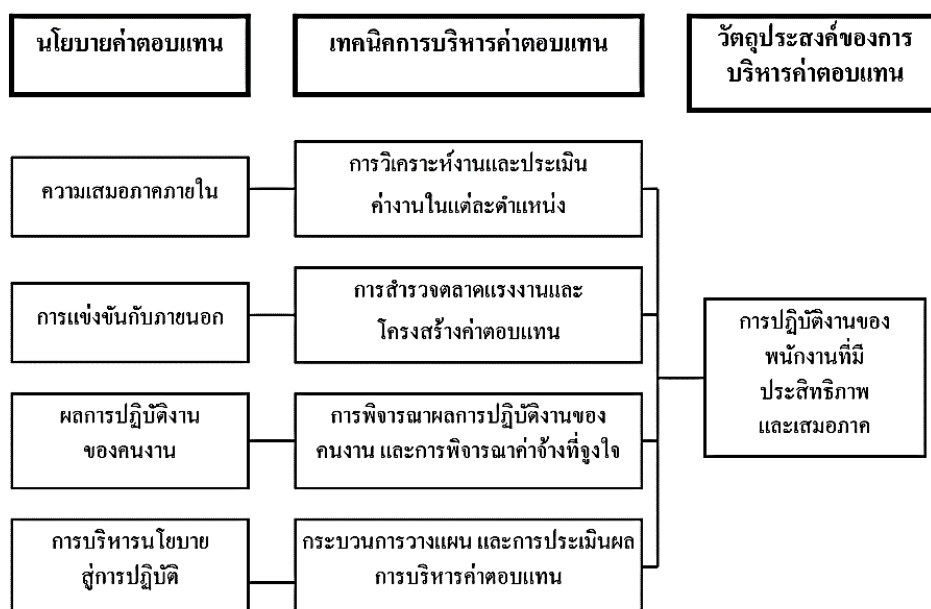 นโยบายค่าตอบแทน
เทคนิคการบริหารค่าตอบแทน
วัตถุประสงค์ของการ
บริหารค่าตอบแทน
ความเสมอภาคภายใน
การวิเคราะห์งานและประเมิน
ค่างานในแต่ละตำแหน่ง
การแข่งขันกับภายนอก
การสำรวจตลาดแรงงานและ
โครงสร้างค่าตอบแทน
ผลการปฏิบัติงาน
ของคนงาน
การพิจารณาผลการปฏิบัติงานของ
คนงาน และการพิจารณาค่าจ้างที่จูงใจ
การบริหารนโยบาย
สู่การปฏิบัติ
กระบวนการวางแผน และการประเมินผล
การบริหารค่าตอบแทน
การปฏิบัติงานของ
พนักงานที่มี
ประสิทธิภาพ
และเสมอภาค